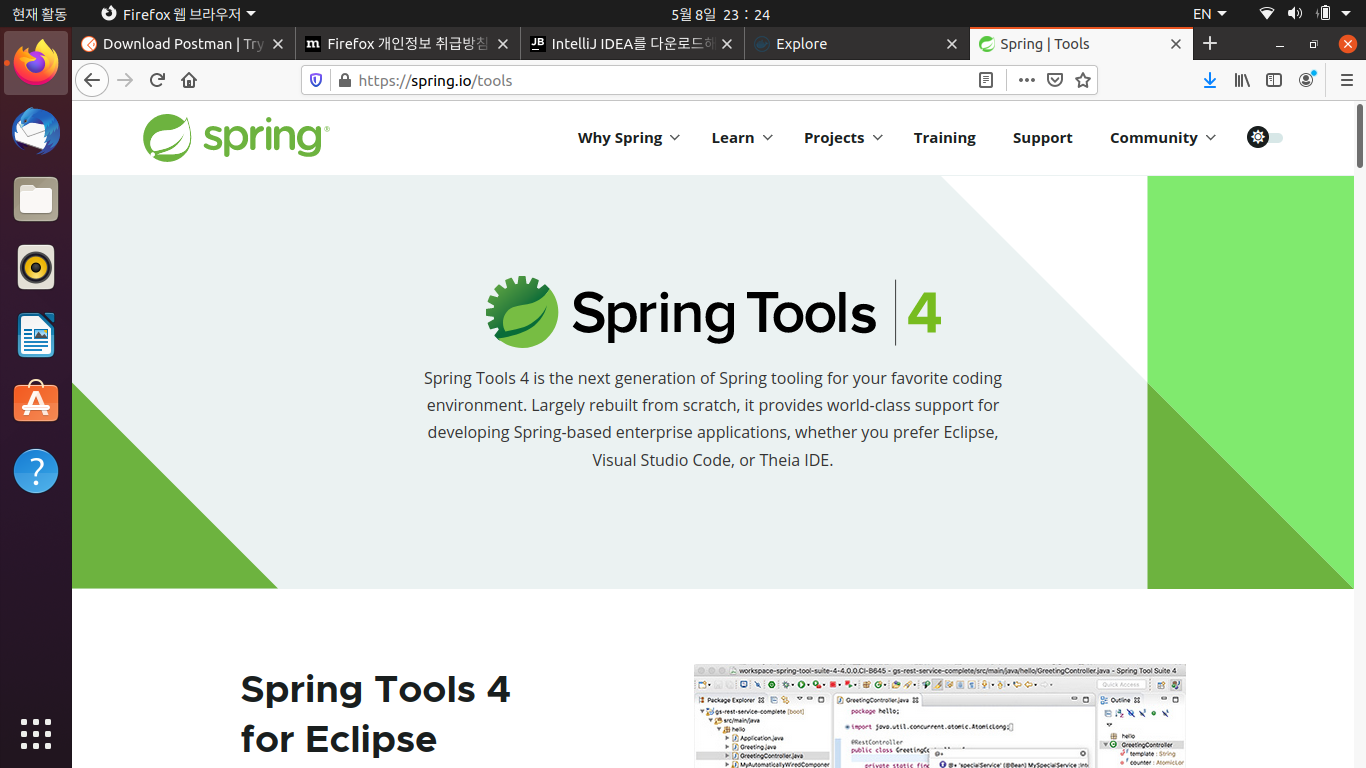 현재 활동
Firefox 웹 브라우저
5월 8일 23 : 24
EN
Download Postman | Try
Firefox 개인정보 취급방침
IntelliJ IDEA를 다운로드해
Explore
Spring | Tools
https://spring.io/tools
spring
Why Spring
Learn
Projects
Training
Support
Community
Spring Tools | 4
Spring Tools 4 is the next generation of Spring tooling for your favorite coding
environment. Largely rebuilt from scratch, it provides world-class support for
developing Spring-based enterprise applications, whether you prefer Eclipse,
Visual Studio Code, or Theia IDE.
Spring Tools 4
for Eclipse
workspace-spring-tool-suite-4-4.0.0.CI-B645 - gs-rest-service-complete/src/main/java/hello/GreetingController.java - Spring Tool Suite 4
Quick Access
Package Explorer
gs-rest-service-complete [boot]
src/main/java
hello
Application.java
Greeting.java
GreetingController.java
MyAutomaticallyWiredComponent
GreetingController.java
package hello;
import java.util.concurrent.atomic.AtomicLong;
@RestController
public class
private static
Outline
hello
GreetingController
template : String
counter : AtomicLon